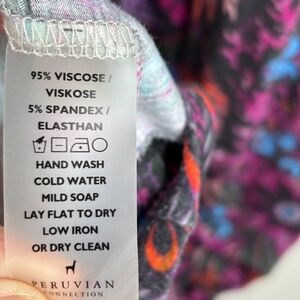 95% VISCOSE /
VISKOSE
5% SPANDEX /
ELASTHAN
HAND WASH
COLD WATER
MILD SOAP
LAY FLAT TO DRY
LOW IRON
OR DRY CLEAN
PERUVIAN
CONNECTION